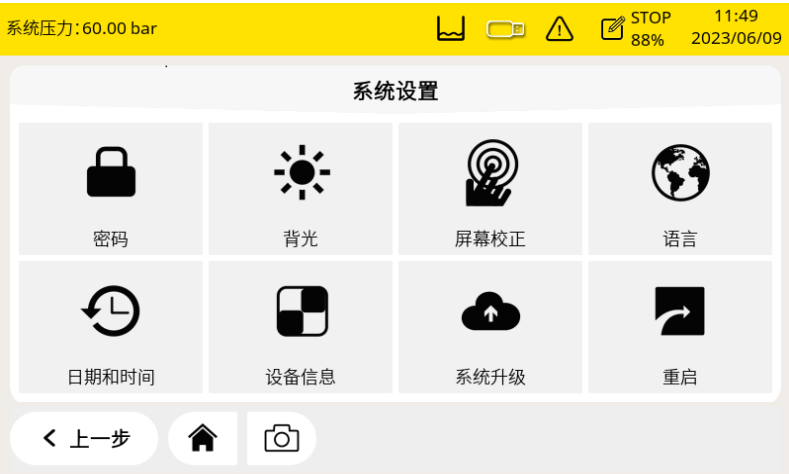 系统压力:60.00 bar
STOP
88%
11:49
2023/06/09
系统设置
密码
背光
屏幕校正
语言
日期和时间
设备信息
系统升级
重启
上一步